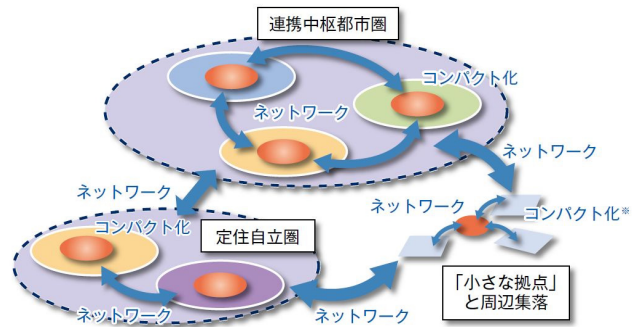 連携中枢都市圏
コンパクト化
ネットワーク
ネットワーク
ネットワーク
ネットワーク
コンパクト化※
コンパクト化
定住自立圏
「小さな拠点」
と周辺集落
ネットワーク
ネットワーク